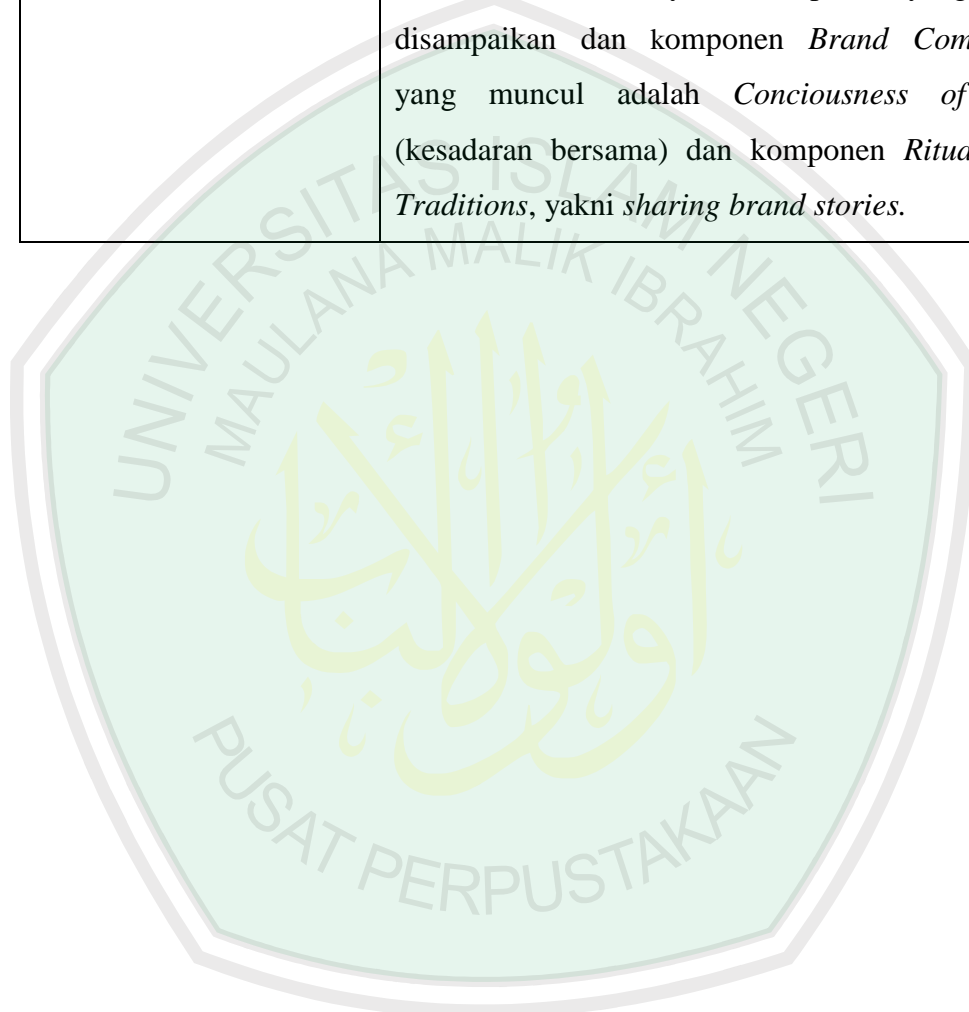 disampaikan dan komponen Brand Com
yang muncul adalah Conciousness of
(kesadaran bersama) dan komponen Ritua
Traditions, yakni sharing brand stories.
UNIVERSITAS ISLAM NEGERI
MAULANA MALIK IBRAHIM
PUSAT PERPUSTAKAAN